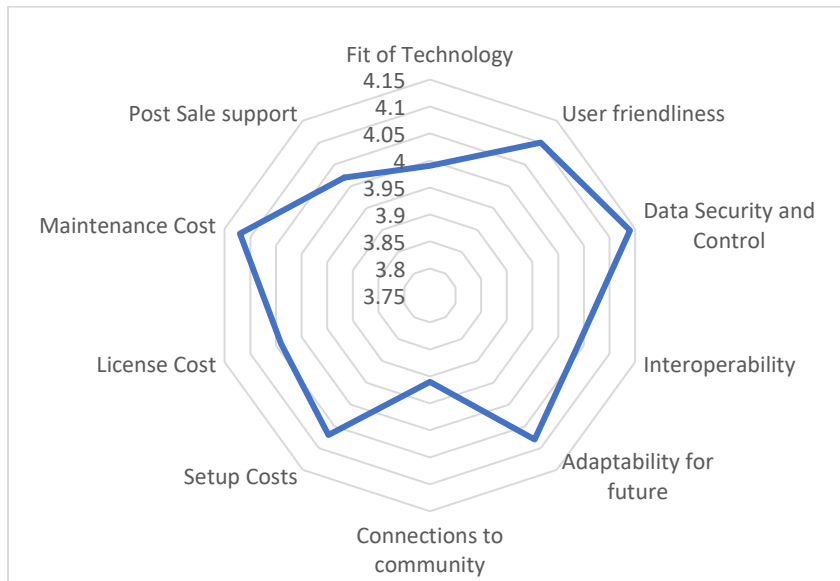 Fit of Technology
4.15
4.1
4.05
4
3.95
3.9
3.85
3.8
3.75
User friendliness
Data Security and
Control
Interoperability
Adaptability for
future
Connections to
community
Setup Costs
License Cost
Maintenance Cost
Post Sale support